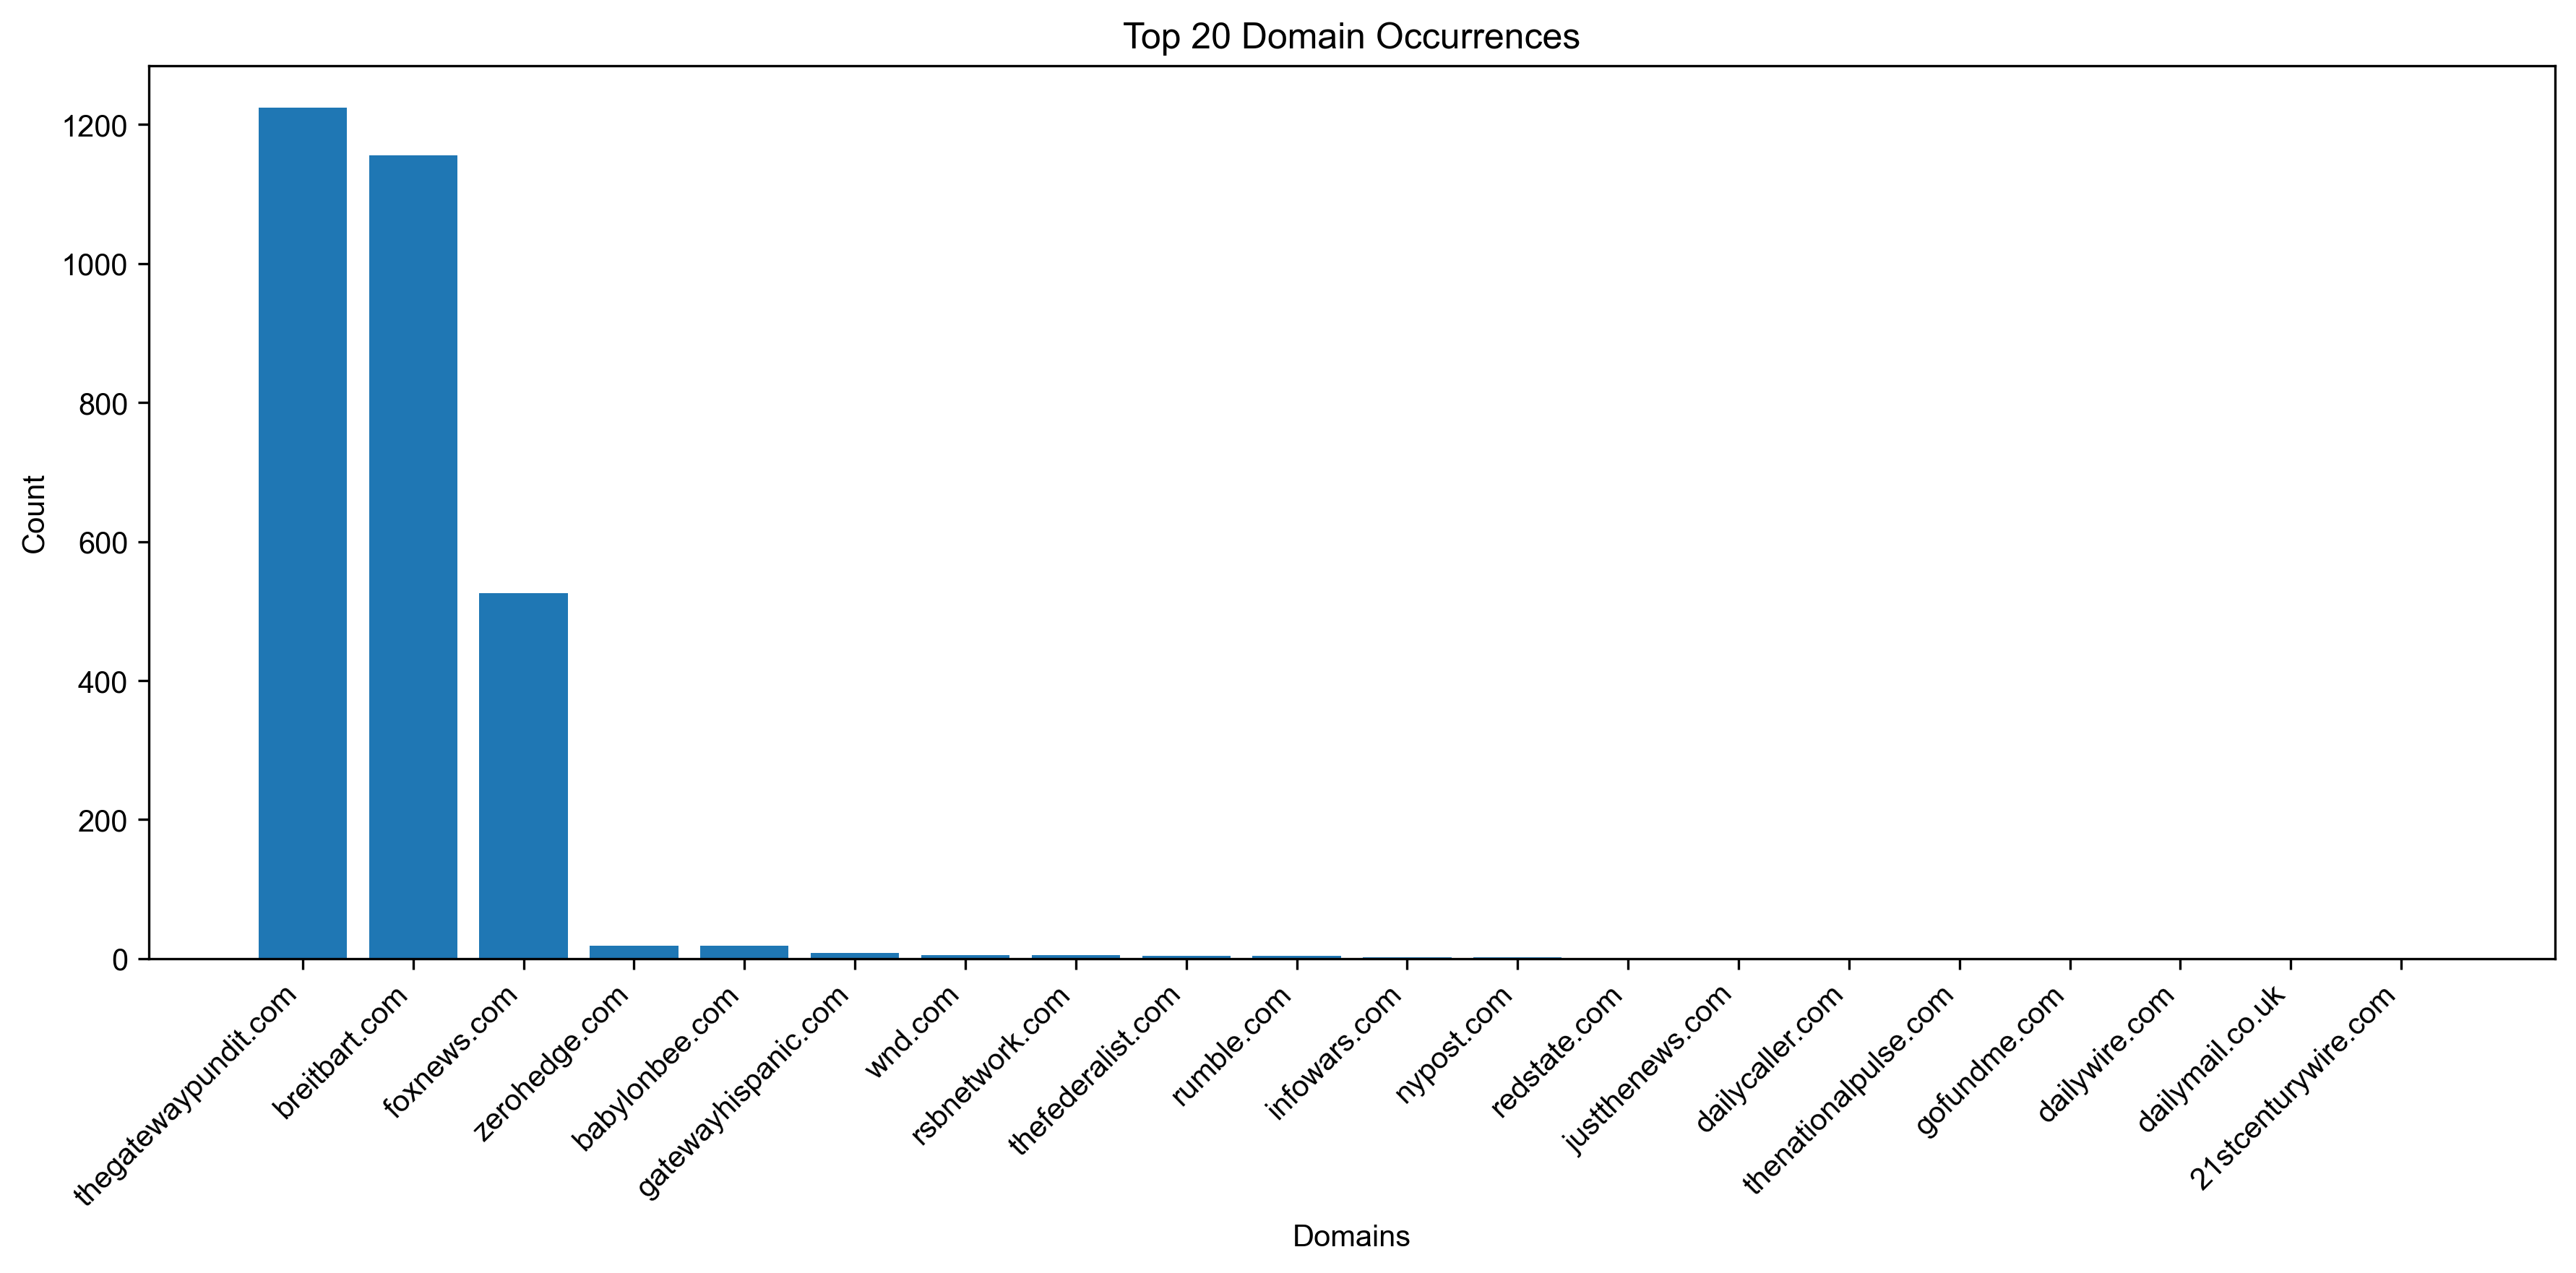 Top 20 Domain Occurrences
Count
1200
1000
800
600
400
200
0
thegatewaypundit.com
breitbart.com
foxnews.com
zerohedge.com
babylonbee.com
gatewayhispanic.com
wnd.com
rsbnetwork.com
thefederalist.com
rumble.com
infowars.com
nypost.com
redstate.com
justthenews.com
dailycaller.com
thenationalpulse.com
gofundme.com
dailywire.com
dailymail.co.uk
21stcenturywire.com
Domains